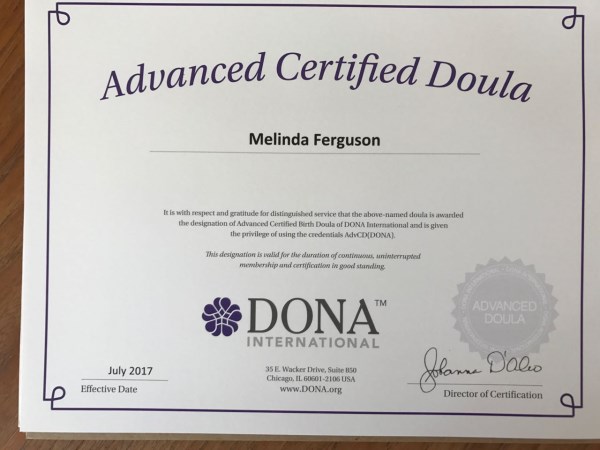 Advanced Certified Doula
Melinda Ferguson
It is with respect and gratitude for distinguished service that the above-named doula is awarded
the designation of Advanced Certified Birth Doula of DONA International and is given
the privilege of using the credentials AdvCD(DONA).
This designation is valid for the duration of continuous, uninterrupted
membership and certification in good standing.
DONA™
INTERNATIONAL
ADVANCED
DOULA
July 2017
Effective Date
35 E. Wacker Drive, Suite 850
Chicago, IL 60601-2106 USA
www.DONA.org
Director of Certification